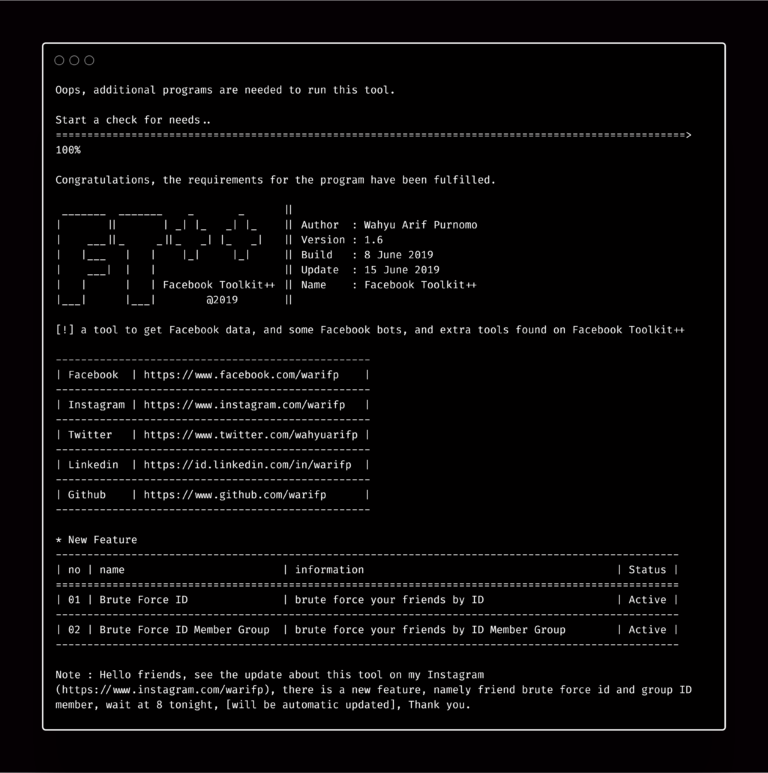 Oops, additional programs are needed to run this tool.
Start a check for needs..
====================================================================================================>
100%
Congratulations, the requirements for the program have been fulfilled.
Author : Wahyu Arif Purnomo
Version : 1.6
Build : 8 June 2019
Update : 15 June 2019
Facebook Toolkit++ || Name : Facebook Toolkit++
@2019
[!] a tool to get Facebook data, and some Facebook bots, and extra tools found on Facebook Toolkit++
| Facebook | https://www.facebook.com/warifp |
| Instagram | https://www.instagram.com/warifp |
| Twitter | https://www.twitter.com/wahyuarifp |
| Linkedin | https://id.linkedin.com/in/warifp |
| Github | https://www.github.com/warifp |
* New Feature
| no | name | information | Status |
| 01 | Brute Force ID | brute force your friends by ID | Active |
| 02 | Brute Force ID Member Group | brute force your friends by ID Member Group | Active |
Note : Hello friends, see the update about this tool on my Instagram
(https://www.instagram.com/warifp), there is a new feature, namely friend brute force id and group ID
member, wait at 8 tonight, [will be automatic updated], Thank you.